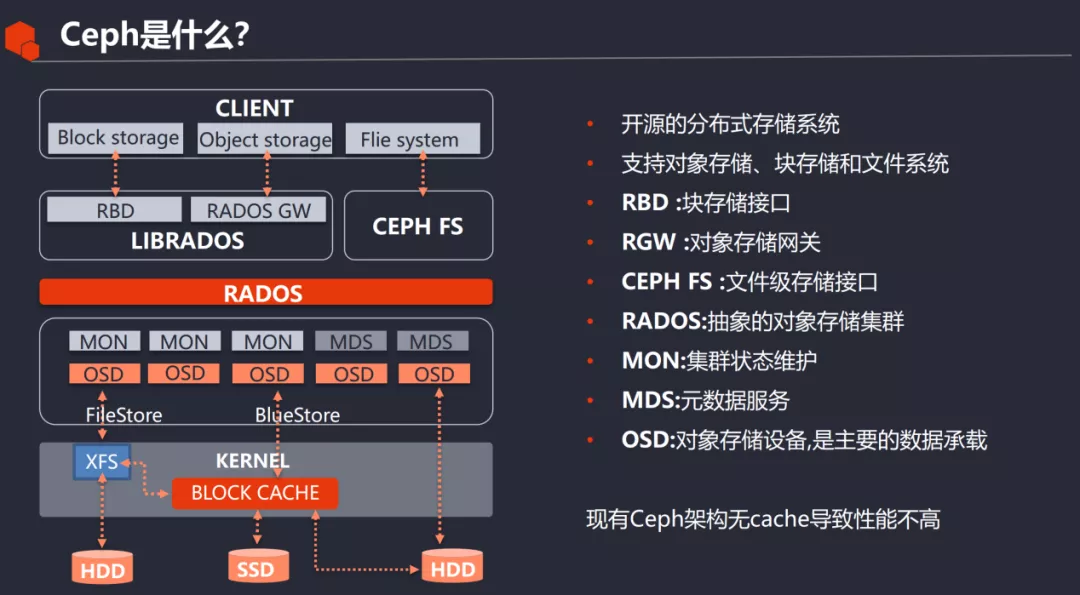 Ceph是什么?
CLIENT
Block storage
Object storage
Flie system
RBD
RADOS GW
LIBRADOS
CEPH FS
RADOS
MON
MON
MON
MDS
MDS
OSD
OSD
OSD
OSD
OSD
FileStore
BlueStore
XFS
KERNEL
BLOCK CACHE
HDD
SSD
HDD
• 开源的分布式存储系统
• 支持对象存储、块存储和文件系统
• RBD :块存储接口
• RGW :对象存储网关
• CEPH FS :文件级存储接口
• RADOS:抽象的对象存储集群
• MON:集群状态维护
• MDS:元数据服务
• OSD:对象存储设备,是主要的数据承载
现有Ceph架构无cache导致性能不高